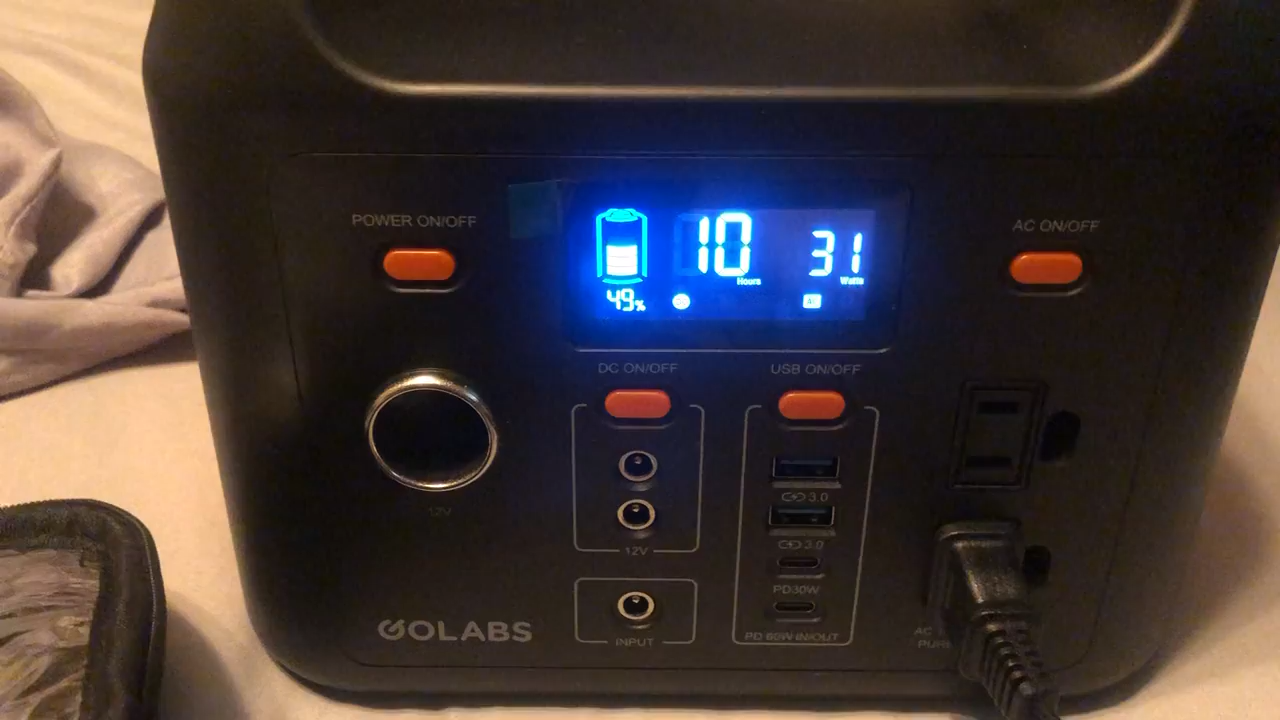 POWER ON/OFF
AC ON/OFF
10
Hours
31
Watts
49%
DC ON/OFF
USB ON/OFF
12V
3.0
12V
3.0
PD30W
INPUT
PD 60W IN/OUT
GOLABS
AC